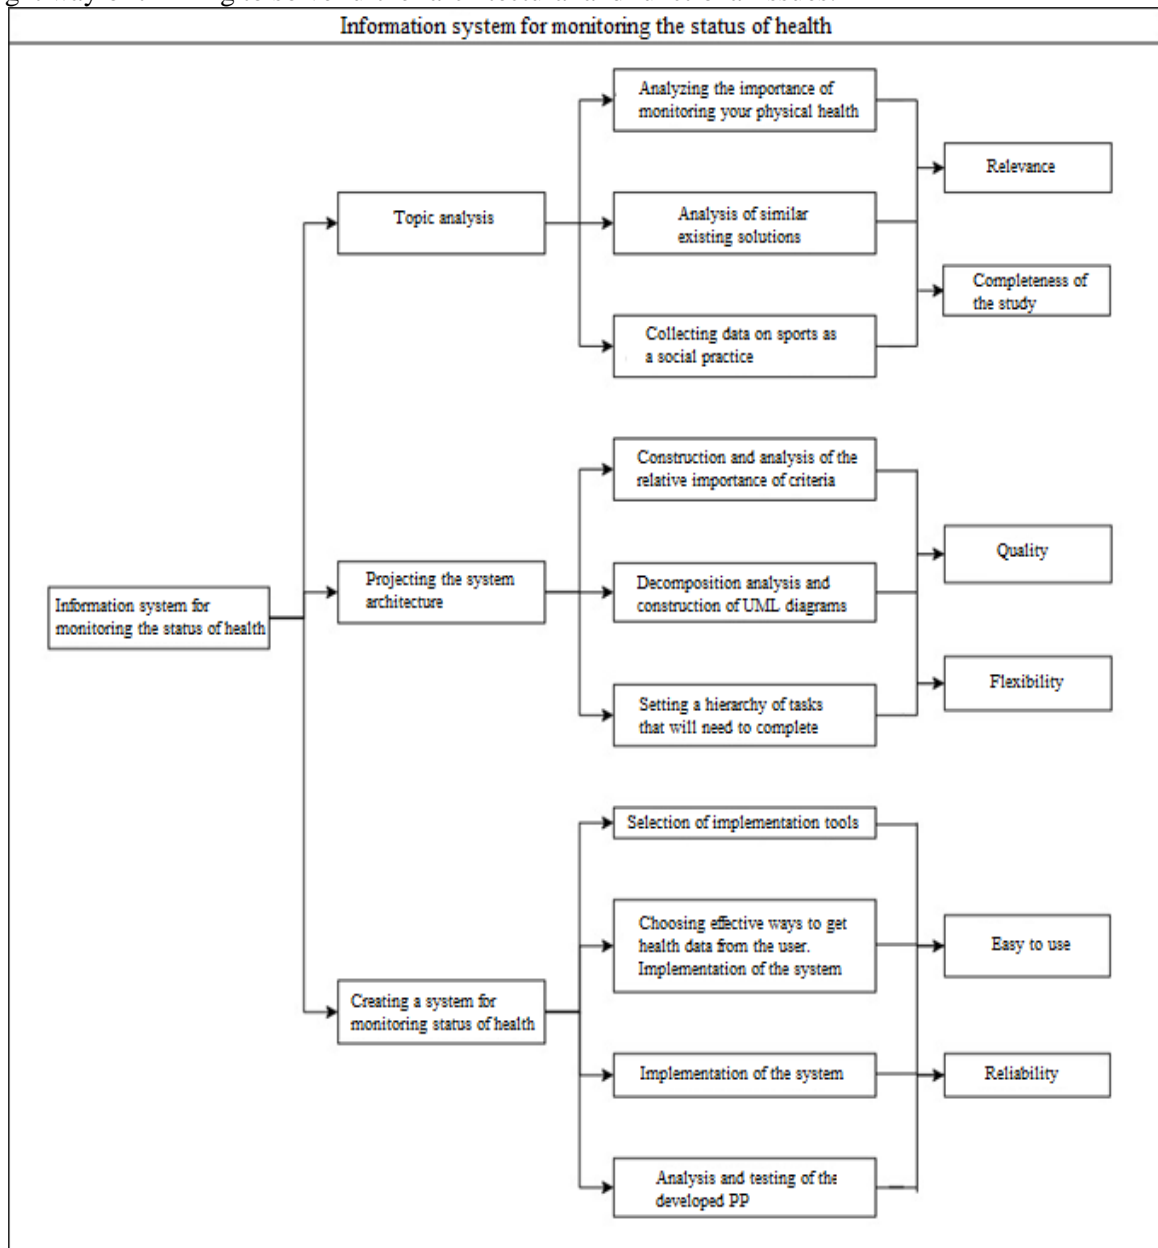 Information system for monitoring the status of health
Analyzing the importance of
monitoring your physical health
Relevance
Topic analysis
Analysis of similar
existing solutions
Completeness of
the study
Collecting data on sports as
a social practice
Construction and analysis of the
relative importance of criteria
Quality
Projecting the system
architecture
Decomposition analysis and
construction of UML diagrams
Information system for
monitoring the status of health
Flexibility
Setting a hierarchy of tasks
that will need to complete
Selection of implementation tools
Choosing effective ways to get
health data from the user.
Implementation of the system
Easy to use
Creating a system for
monitoring status of health
Implementation of the system
Reliability
Analysis and testing of the
developed PP